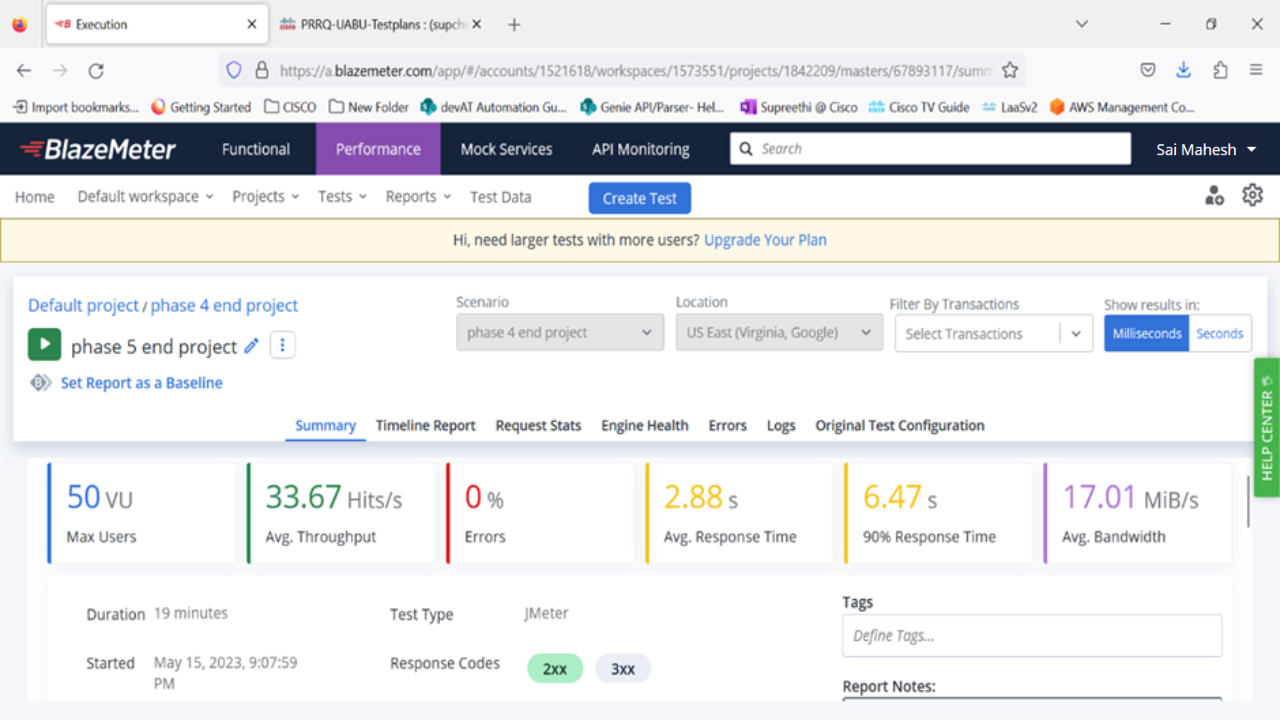 Execution
PRRQ-UABU-Testplans : (supch
https://a.blazemeter.com/app/#/accounts/1521618/workspaces/1573551/projects/1842209/masters/67893117/summ
Import bookmarks... Getting Started CISCO New Folder devAT Automation Gu... Genie API/Parser- Hel... Supreethi @ Cisco Cisco TV Guide LaaSv2 AWS Management Co...
BlazeMeter Functional Performance Mock Services API Monitoring Search Sai Mahesh
Home Default workspace Projects Tests Reports Test Data Create Test
Hi, need larger tests with more users? Upgrade Your Plan
Default project / phase 4 end project
phase 5 end project
Set Report as a Baseline
Scenario
phase 4 end project
Location
US East (Virginia, Google)
Filter By Transactions
Select Transactions
Show results in:
Milliseconds Seconds
HELP CENTER
Summary Timeline Report Request Stats Engine Health Errors Logs Original Test Configuration
50 VU
Max Users
33.67 Hits/s
Avg. Throughput
0 %
Errors
2.88 s
Avg. Response Time
6.47 s
90% Response Time
17.01 MiB/s
Avg. Bandwidth
Duration 19 minutes
Started May 15, 2023, 9:07:59
PM
Test Type JMeter
Response Codes 2xx 3xx
Tags
Define Tags...
Report Notes: